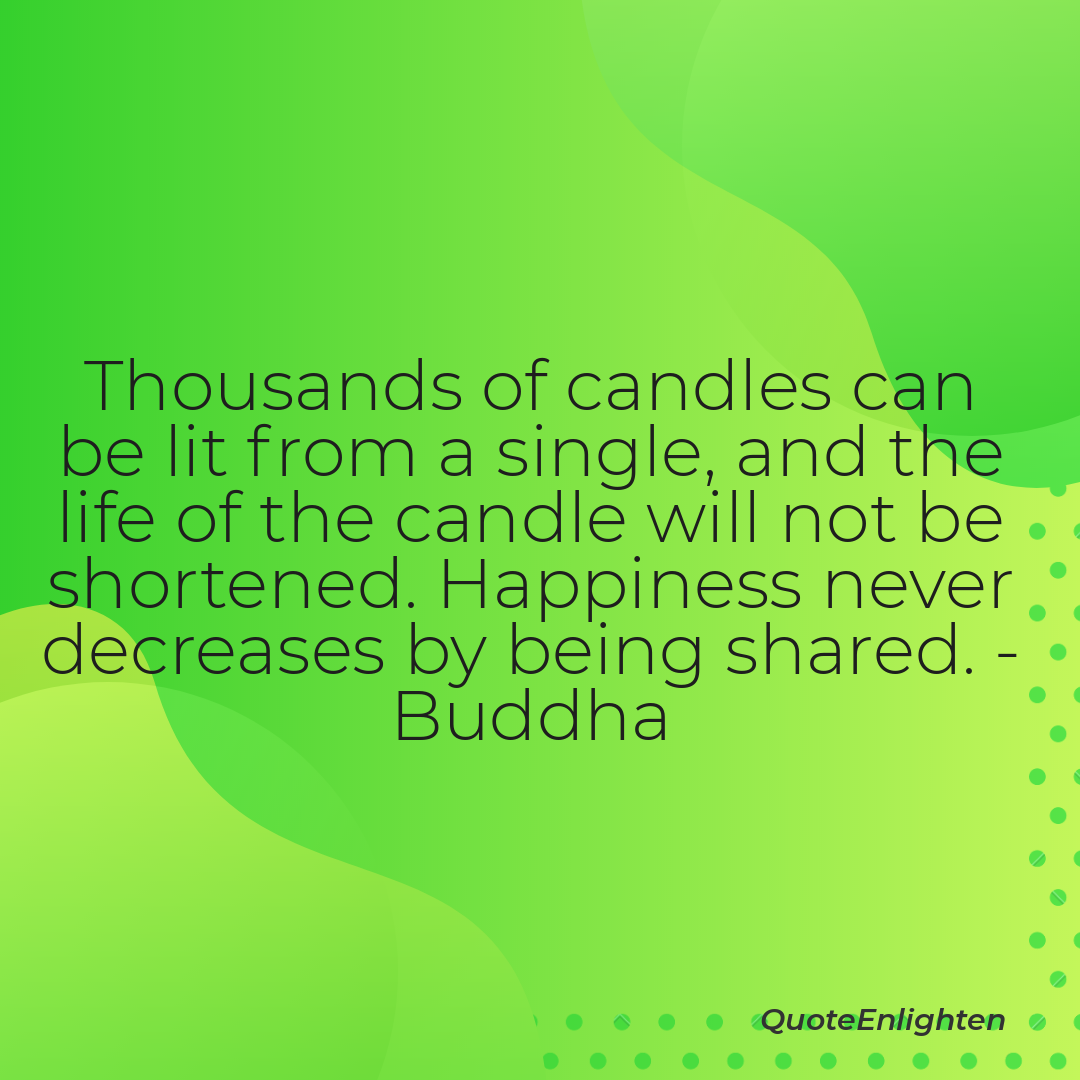 Thousands of candles can
be lit from a single, and the
life of the candle will not be
shortened. Happiness never
decreases by being shared. -
Buddha
QuoteEnlighten